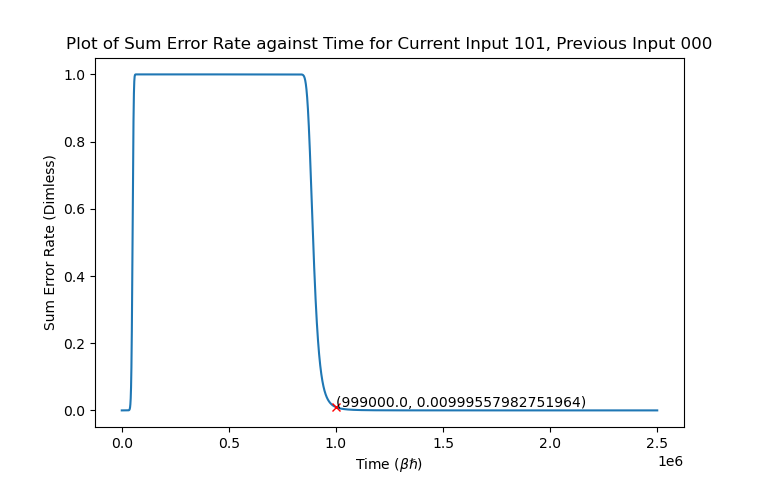 Plot of Sum Error Rate against Time for Current Input 101, Previous Input 000
Sum Error Rate (Dimless)
1.0
0.8
0.6
0.4
0.2
0.0
(999000.0, 0.00999557982751964)
0.0 0.5 1.0 1.5 2.0 2.5
1e6
Time (βℏ)